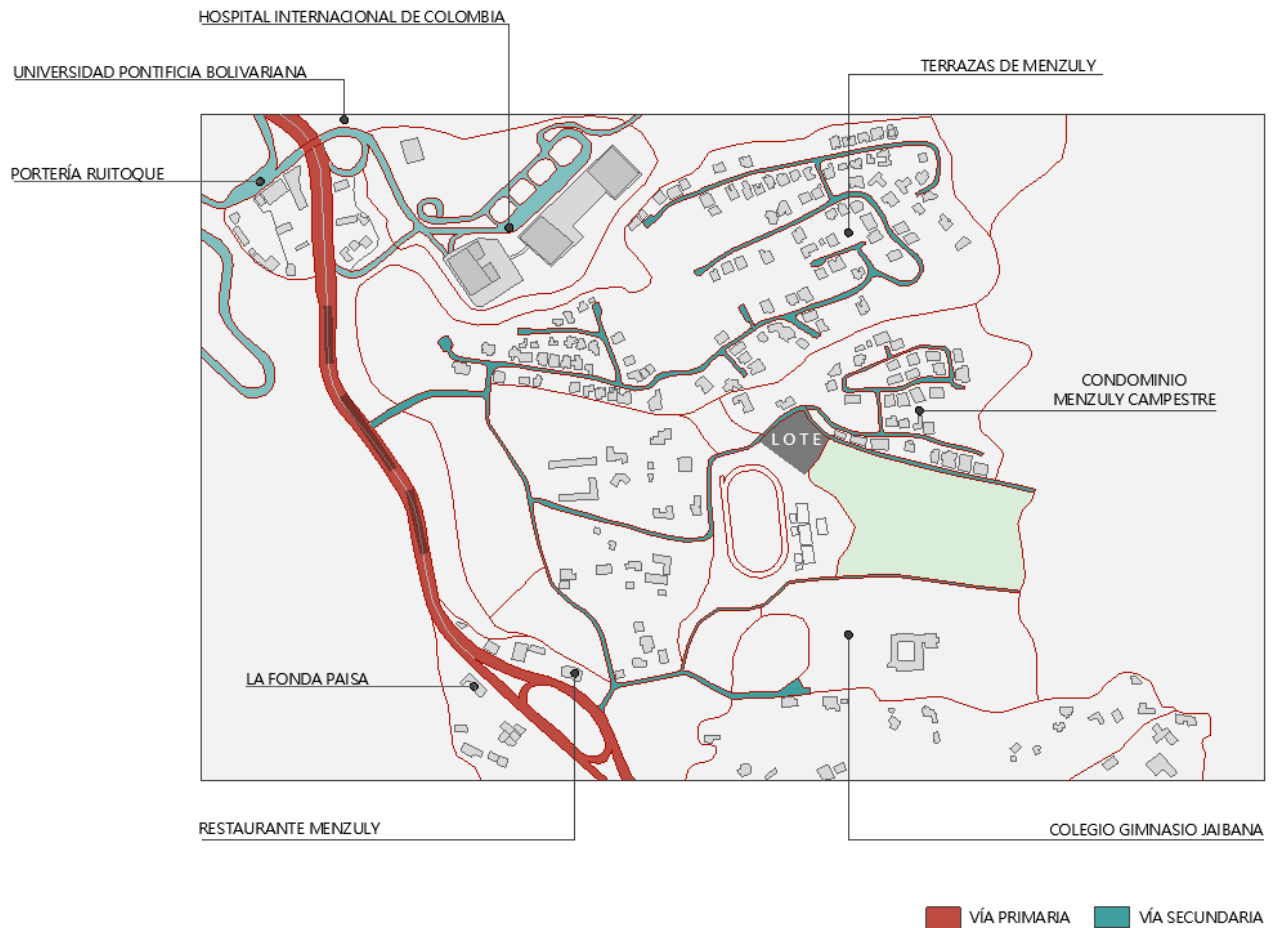 HOSPITAL INTERNACIONAL DE COLOMBIA
UNIVERSIDAD PONTIFICIA BOLIVARIANA
TERRAZAS DE MENZULY
PORTERÍA RUITOQUE
CONDOMINIO
MENZULY CAMPESTRE
LOTE
LA FONDA PAISA
RESTAURANTE MENZULY
COLEGIO GIMNASIO JAIBANA
VÍA PRIMARIA
VÍA SECUNDARIA